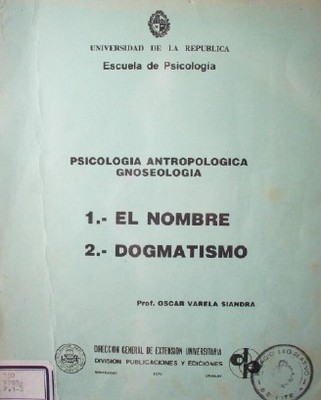 UNIVERSIDAD DE LA REPUBLICA
Escuela de Psicología
PSICOLOGIA ANTROPOLOGICA
GNOSEOLOGIA
1.- EL NOMBRE
2.- DOGMATISMO
Prof. OSCAR VARELA SIANDRA
DIRECCION GENERAL DE EXTENSION UNIVERSITARIA
DIVISION PUBLICACIONES Y EDICIONES